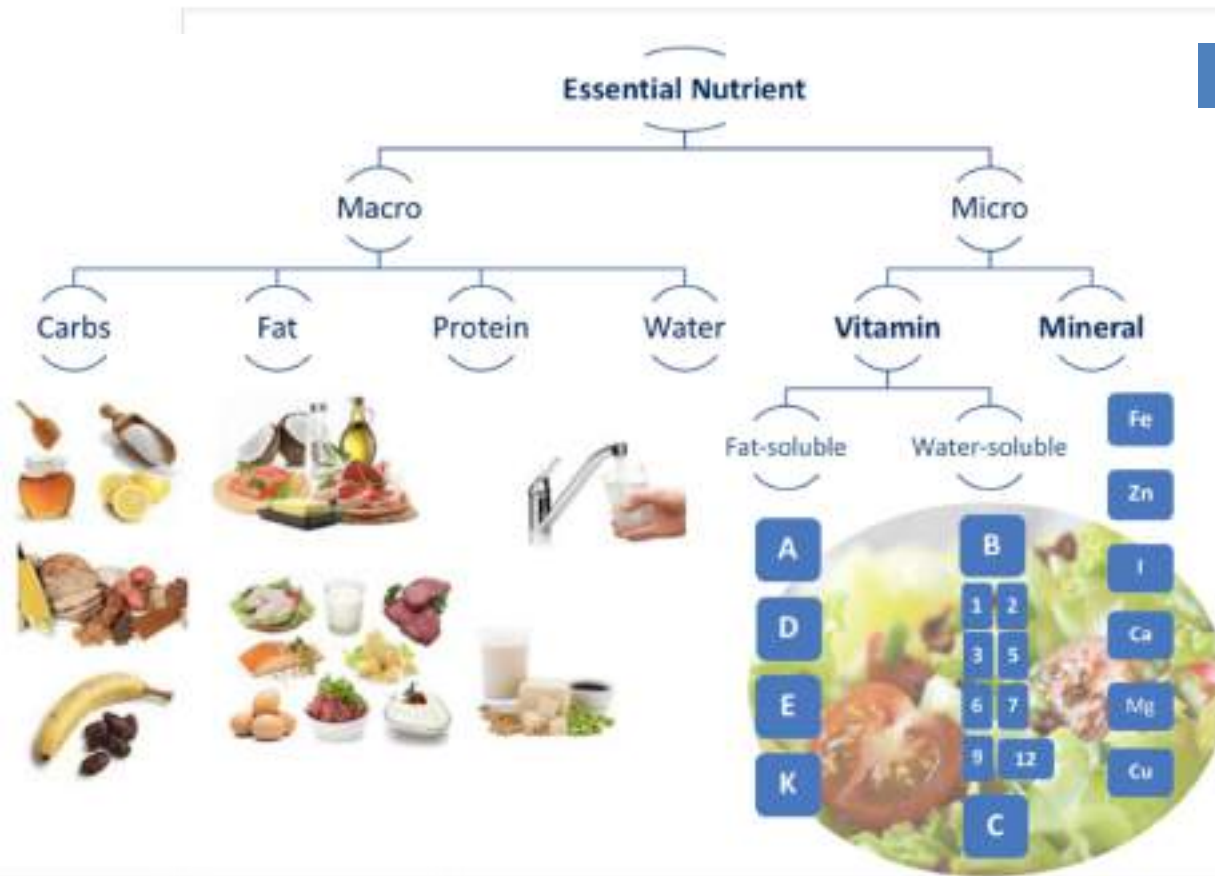 Essential Nutrient
Macro
Micro
Carbs
Fat
Protein
Water
Vitamin
Mineral
Fat-soluble
Water-soluble
Fe
Zn
I
Ca
Mg
Cu
A
D
E
K
B
1 2
3 5
6 7
9 12
C